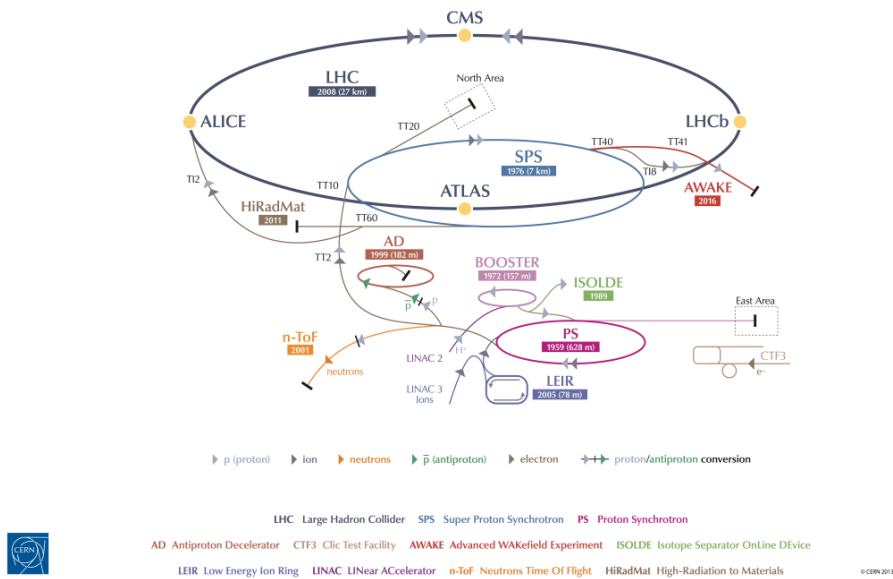 CMS
LHC
2008 (27 km)
North Area
ALICE
TT20
LHCb
TT40
TT41
SPS
1976 (7 km)
TI8
TI2
TT10
ATLAS
AWAKE
2016
HiRadMat
2011
TT60
AD
1999 (182 m)
TT2
BOOSTER
1972 (157 m)
ISOLDE
1989
p̅
p
East Area
n-ToF
2001
PS
1959 (628 m)
LINAC 2
neutrons
CTF3
e-
LEIR
2005 (78 m)
LINAC 3
Ions
p (proton) ion neutrons p̅ (antiproton) electron proton/antiproton conversion
LHC Large Hadron Collider SPS Super Proton Synchrotron PS Proton Synchrotron
AD Antiproton Decelerator CTF3 Clic Test Facility AWAKE Advanced WAKefield Experiment ISOLDE Isotope Separator OnLine DEvice
LEIR Low Energy Ion Ring LINAC LINear ACcelerator n-ToF Neutrons Time Of Flight HiRadMat High-Radiation to Materials
CERN
© CERN 2013